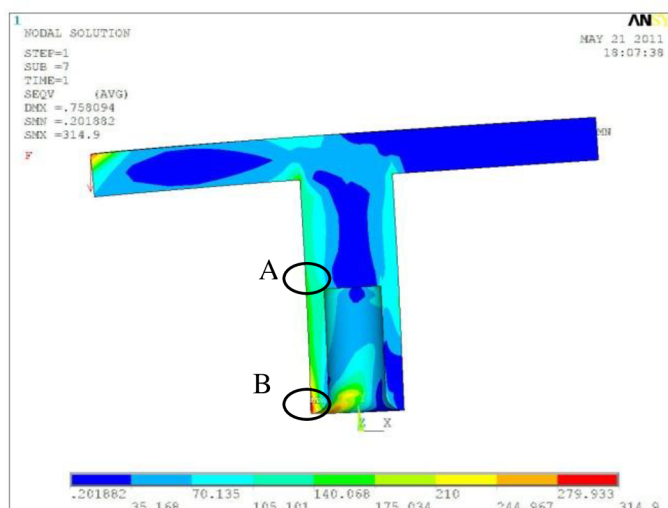 1
NODAL SOLUTION
STEP=1
SUB =7
TIME=1
SEQV (AVG)
DMX =.758094
SMN =.201882
SMX =314.9
ANSY
MAY 21 2011
18:07:38
F
MN
A
B
Z X
.201882 70.135 140.068 210 279.933
35.168 105.101 175.034 244.967 314.9